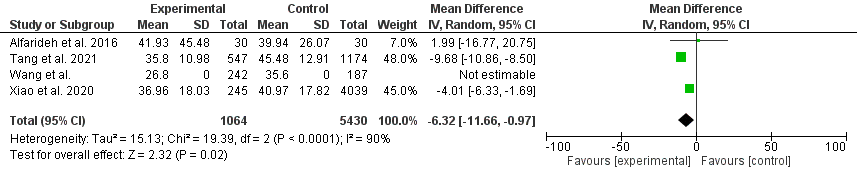 Experimental Control Mean Difference Mean Difference
Study or Subgroup Mean SD Total Mean SD Total Weight IV, Random, 95% CI IV, Random, 95% CI
Alfarideh et al. 2016 41.93 45.48 30 39.94 26.07 30 7.0% 1.99 [-16.77, 20.75]
Tang et al. 2021 35.8 10.98 547 45.48 12.91 1174 48.0% -9.68 [-10.86, -8.50]
Wang et al. 26.8 0 242 35.6 0 187 Not estimable
Xiao et al. 2020 36.96 18.03 245 40.97 17.82 4039 45.0% -4.01 [-6.33, -1.69]
Total (95% CI) 1064 5430 100.0% -6.32 [-11.66, -0.97]
Heterogeneity: Tau² = 15.13; Chi² = 19.39, df = 2 (P < 0.0001); I² = 90%
Test for overall effect: Z = 2.32 (P = 0.02)
-100 -50 0 50 100
Favours [experimental] Favours [control]